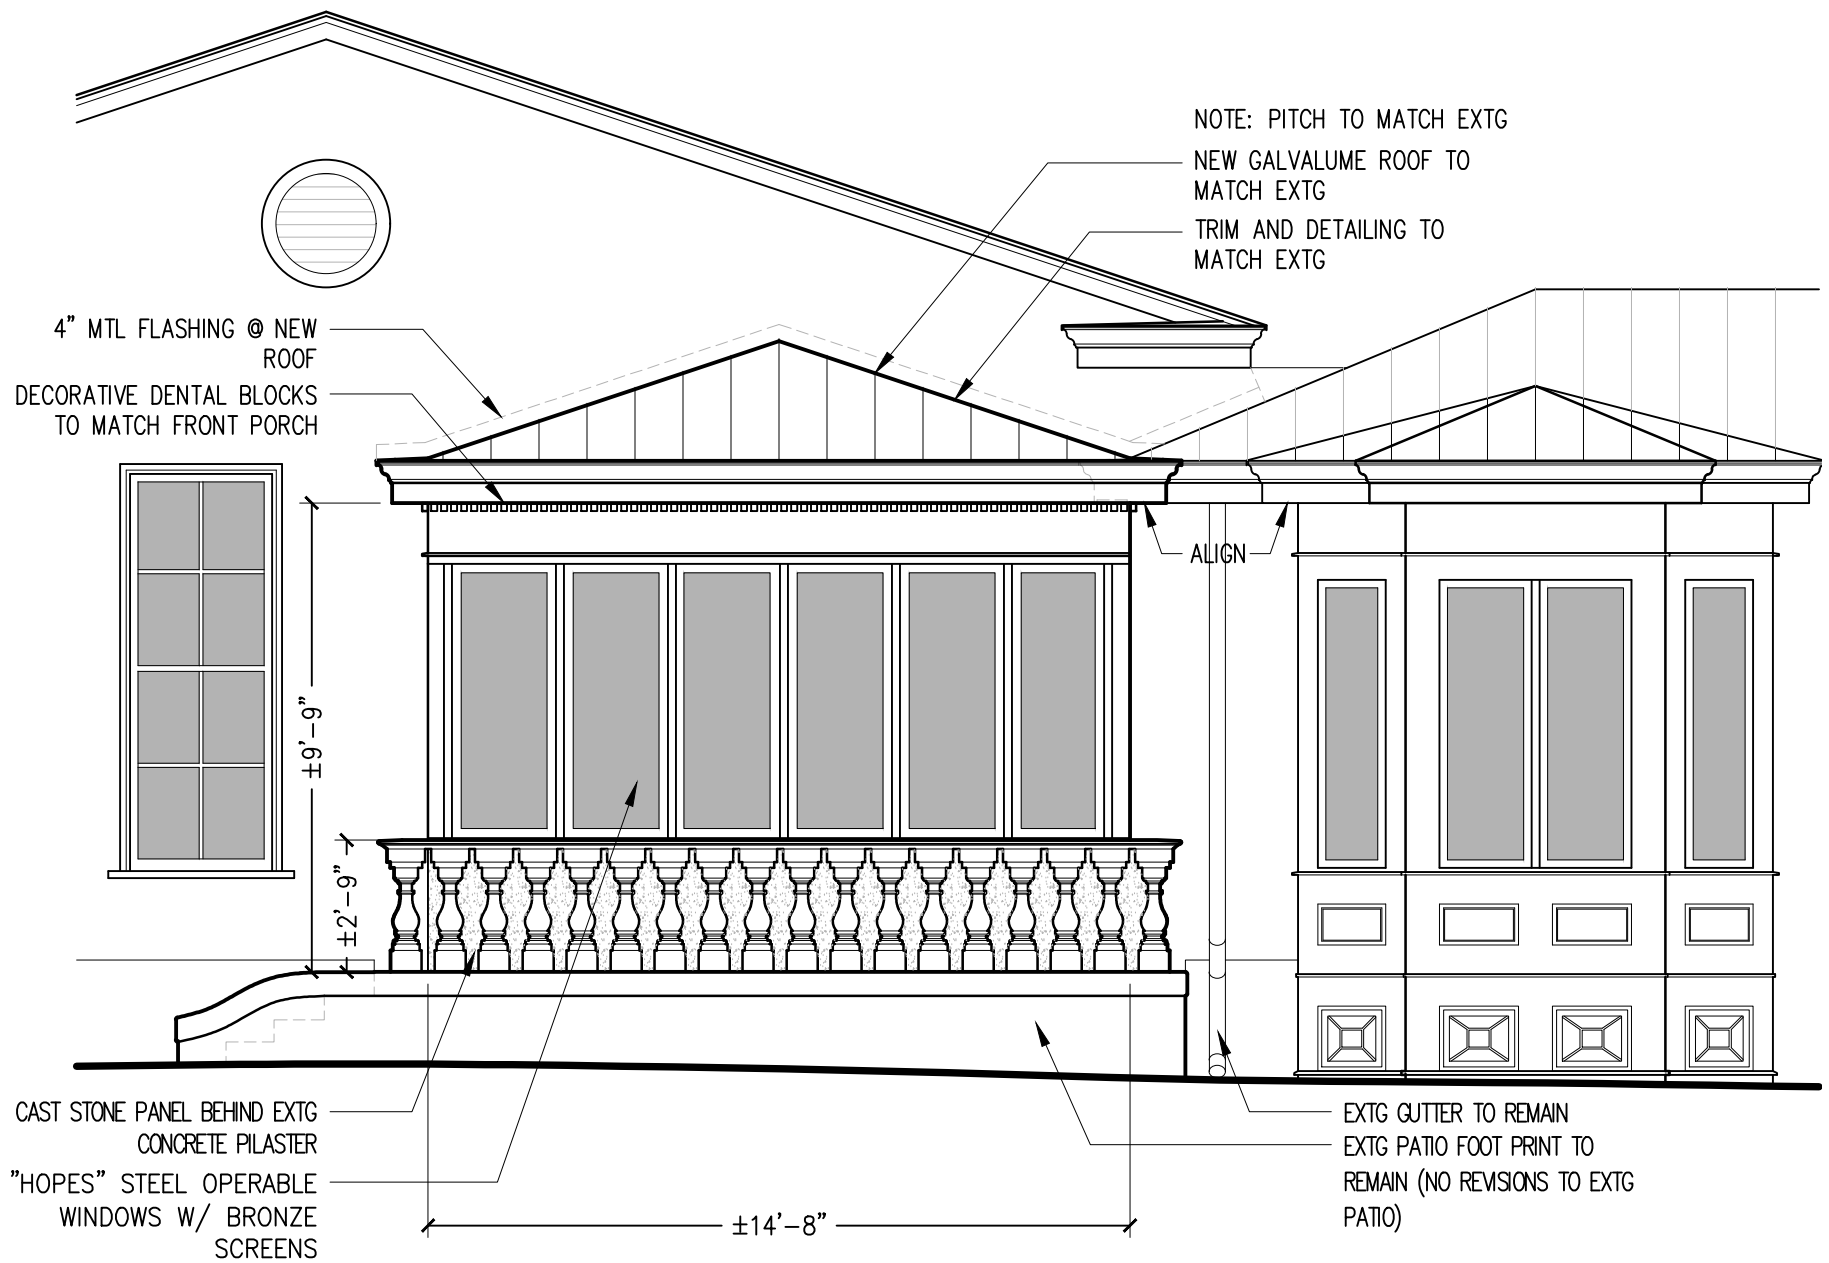 NOTE: PITCH TO MATCH EXTG
NEW GALVALUME ROOF TO
MATCH EXTG
TRIM AND DETAILING TO
MATCH EXTG
4" MTL FLASHING @ NEW
ROOF
DECORATIVE DENTAL BLOCKS
TO MATCH FRONT PORCH
ALIGN
±9'-9"
±2'-9"
CAST STONE PANEL BEHIND EXTG
CONCRETE PILASTER
"HOPES" STEEL OPERABLE
WINDOWS W/ BRONZE
SCREENS
±14'-8"
EXTG GUTTER TO REMAIN
EXTG PATIO FOOT PRINT TO
REMAIN (NO REVISIONS TO EXTG
PATIO)